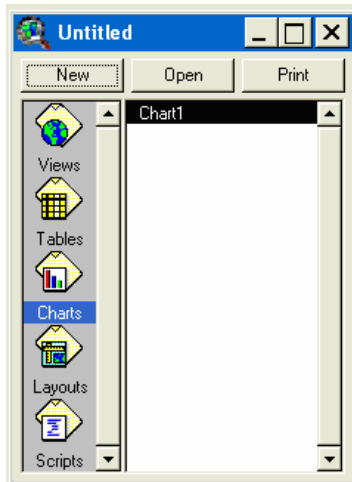 Untitled
New Open Print
Chart1
Views
Tables
Charts
Layouts
Scripts